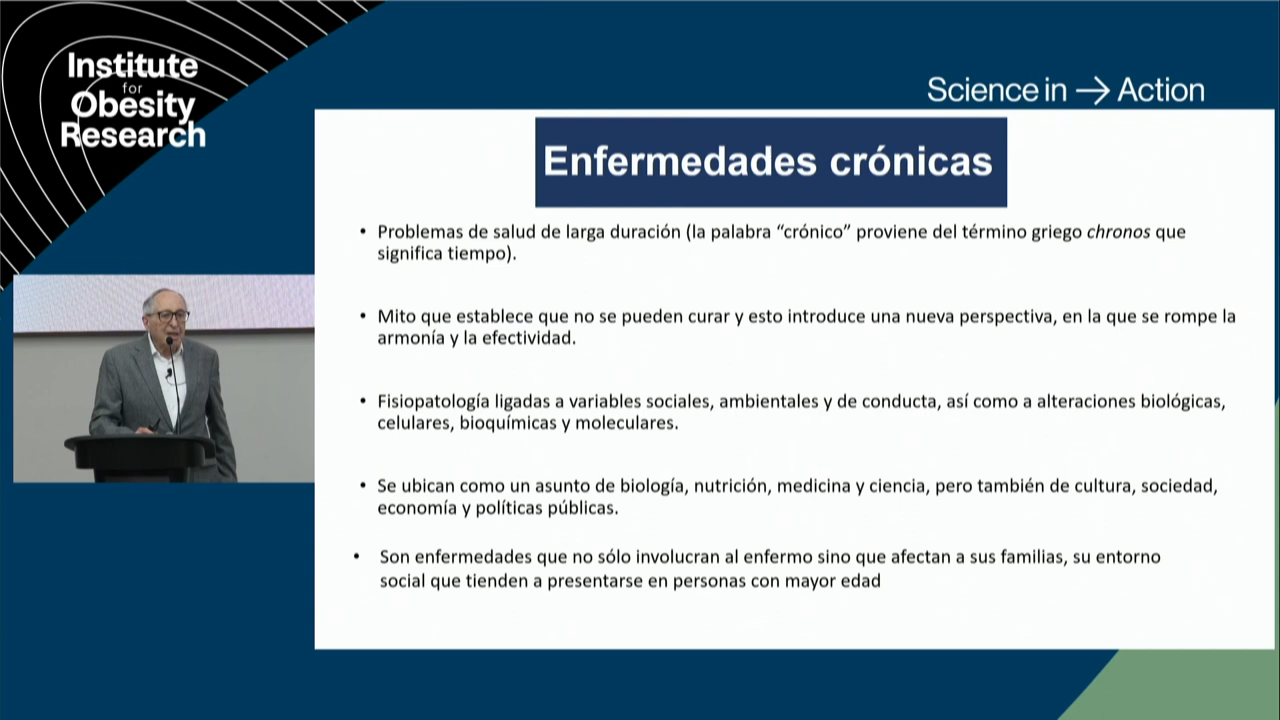 Institute
for
Obesity
Research
Science in → Action
Enfermedades crónicas
• Problemas de salud de larga duración (la palabra “crónico” proviene del término griego chronos que
significa tiempo).
• Mito que establece que no se pueden curar y esto introduce una nueva perspectiva, en la que se rompe la
armonía y la efectividad.
• Fisiopatología ligadas a variables sociales, ambientales y de conducta, así como a alteraciones biológicas,
celulares, bioquímicas y moleculares.
• Se ubican como un asunto de biología, nutrición, medicina y ciencia, pero también de cultura, sociedad,
economía y políticas públicas.
• Son enfermedades que no sólo involucran al enfermo sino que afectan a sus familias, su entorno
social que tienden a presentarse en personas con mayor edad